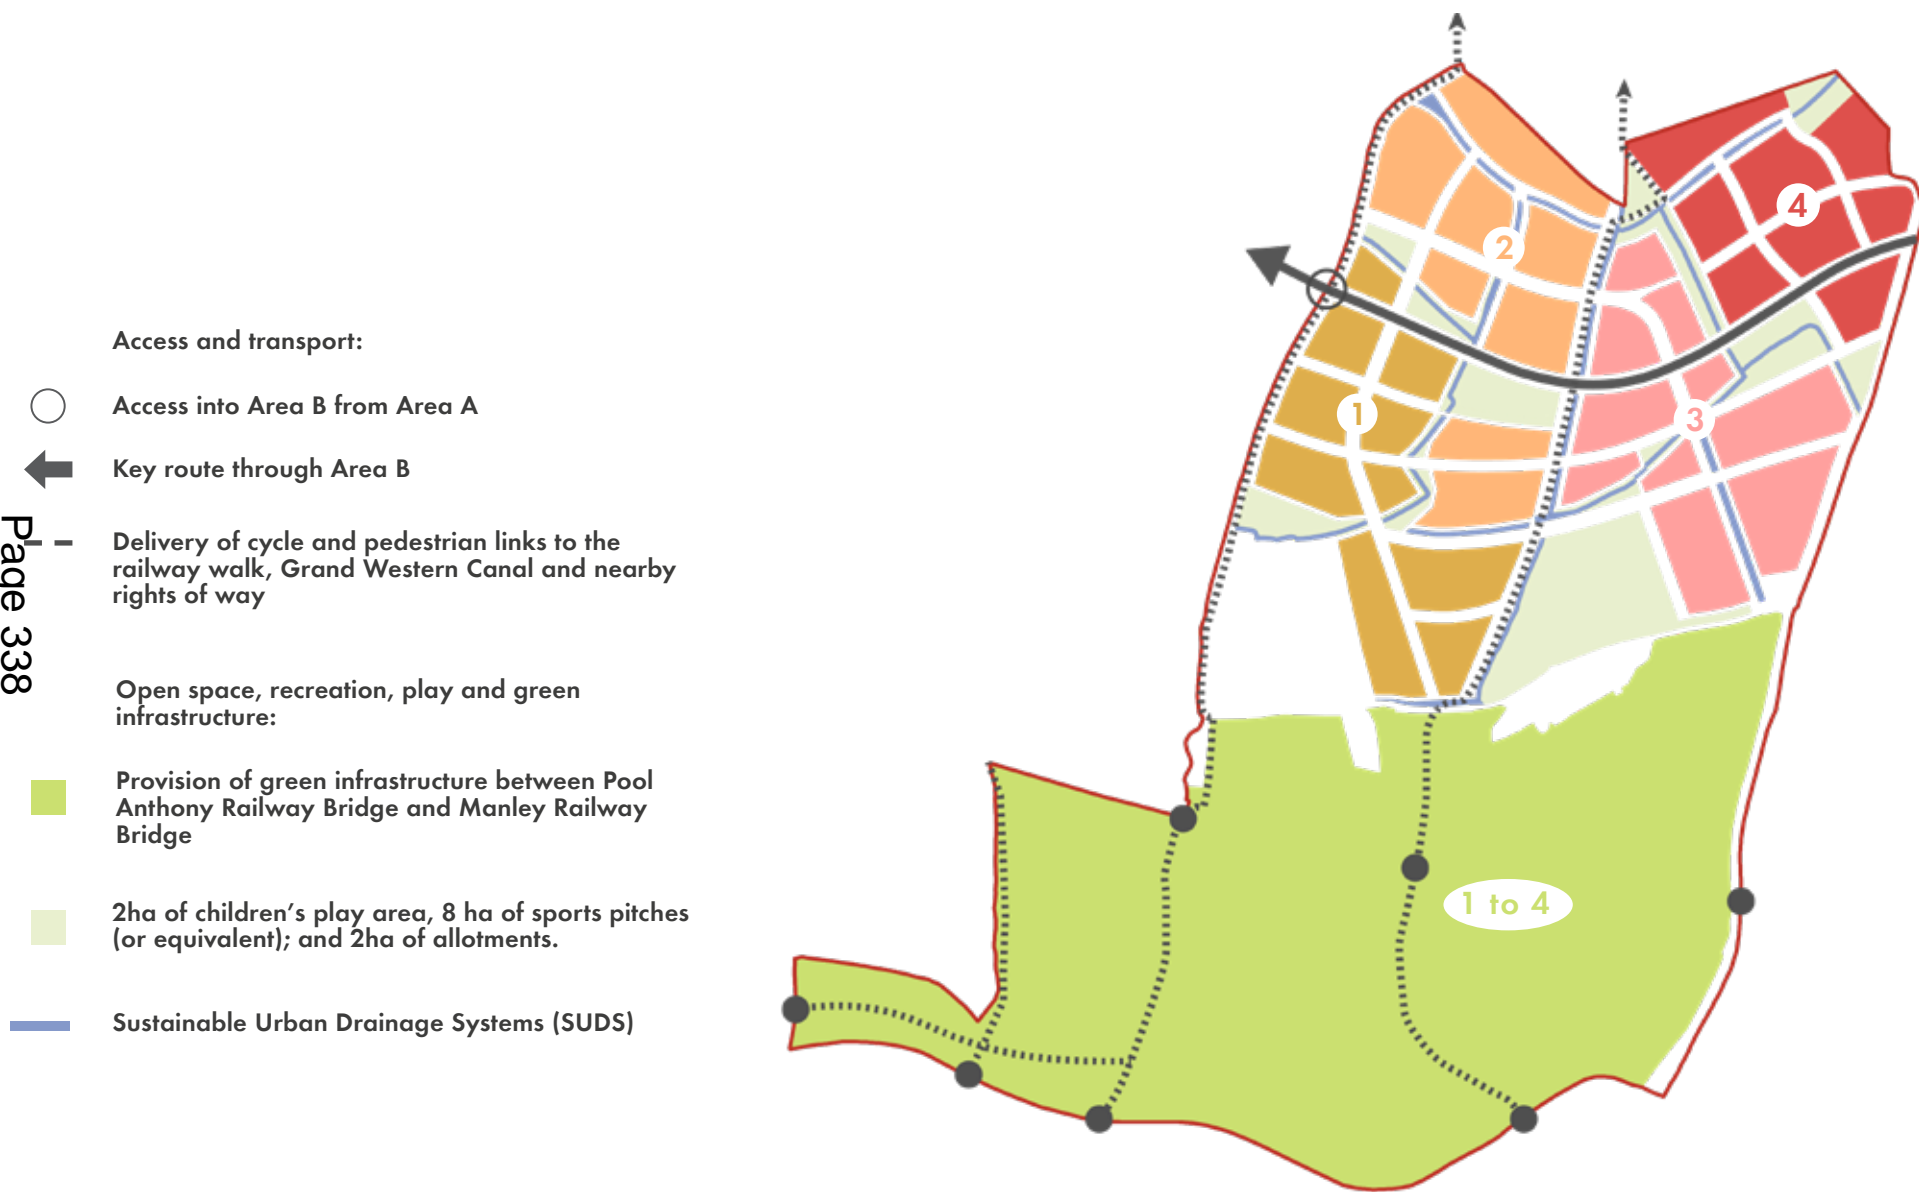 Access and transport:
Access into Area B from Area A
Key route through Area B
Delivery of cycle and pedestrian links to the
railway walk, Grand Western Canal and nearby
rights of way
Page 338
Open space, recreation, play and green
infrastructure:
Provision of green infrastructure between Pool
Anthony Railway Bridge and Manley Railway
Bridge
2ha of children’s play area, 8 ha of sports pitches
(or equivalent); and 2ha of allotments.
Sustainable Urban Drainage Systems (SUDS)
4
2
1
3
1 to 4